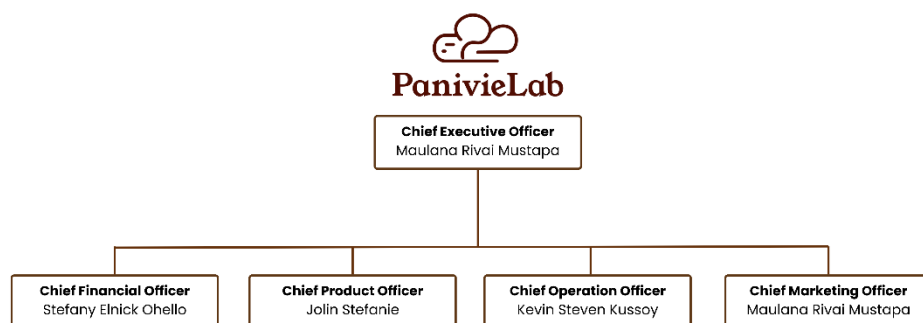 PanivieLab
Chief Executive Officer
Maulana Rivai Mustapa
Chief Financial Officer
Stefany Elnick Ohello
Chief Product Officer
Jolin Stefanie
Chief Operation Officer
Kevin Steven Kussoy
Chief Marketing Officer
Maulana Rivai Mustapa